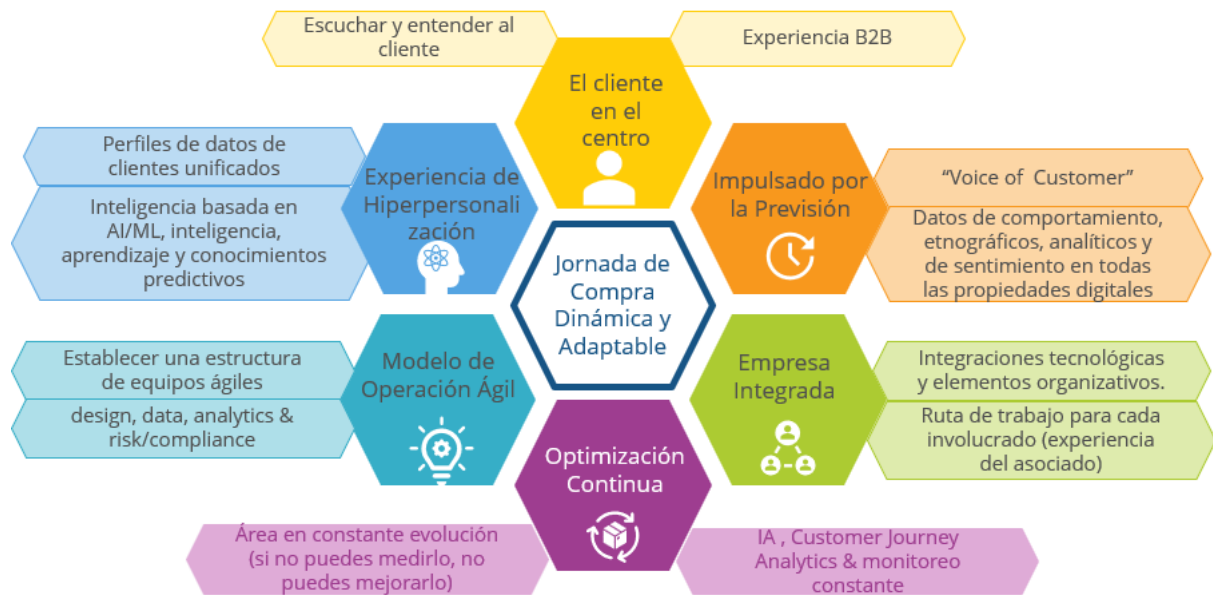 Escuchar y entender al
cliente
Experiencia B2B
El cliente
en el
centro
Perfiles de datos de
clientes unificados
Inteligencia basada en
AI/ML, inteligencia,
aprendizaje y conocimientos
predictivos
Experiencia de
Hiperpersonali
zación
Impulsado por
la Previsión
“Voice of  Customer”
Datos de comportamiento,
etnográficos, analíticos y
de sentimiento en todas
las propiedades digitales
Jornada de
Compra
Dinámica y
Adaptable
Establecer una estructura
de equipos ágiles
design, data, analytics &
risk/compliance
Modelo de
Operación Ágil
Empresa
Integrada
Integraciones tecnológicas
y elementos organizativos.
Ruta de trabajo para cada
involucrado (experiencia
del asociado)
Optimización
Continua
Área en constante evolución
(si no puedes medirlo, no
puedes mejorarlo)
IA , Customer Journey
Analytics & monitoreo
constante